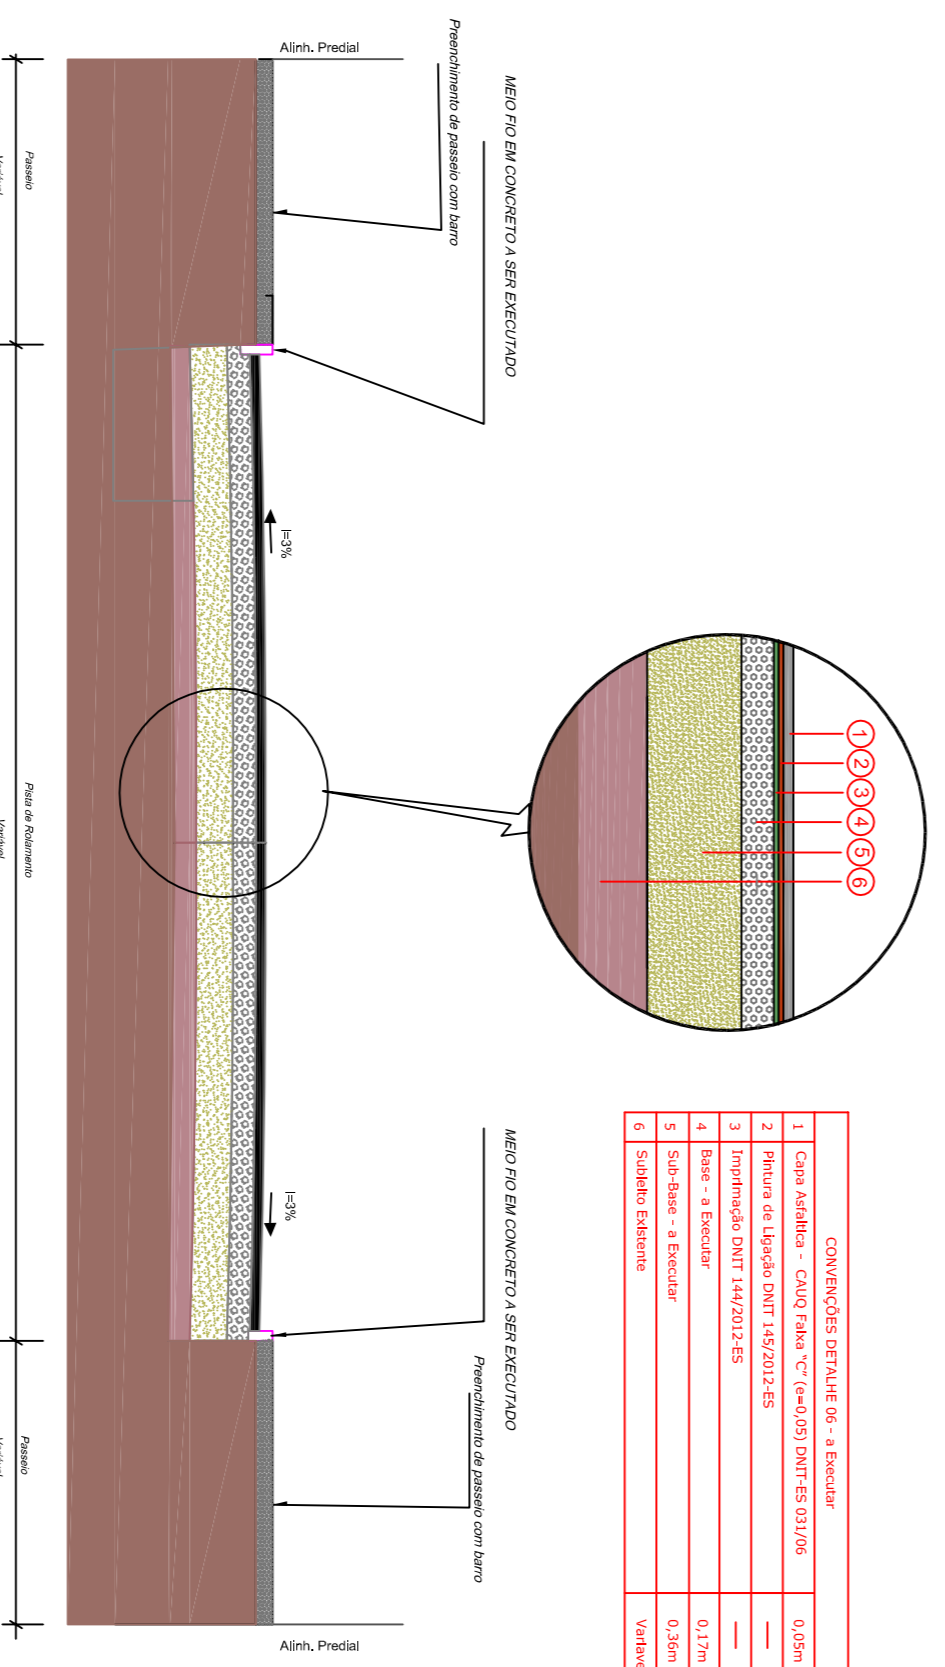 Alinh. Predial
Preenchimento de passeio com barro
MEIO FIO EM CONCRETO A SER EXECUTADO
I=3%
1
2
3
4
5
6
CONVENÇÕES DETALHE 06 - a Executar
1 Capa Asfaltica - CAUQ Faixa "C" (e=0,05) DNIT-ES 031/06 0,05m
2 Pintura de Ligação DNIT 145/2012-ES —
3 Imprimação DNIT 144/2012-ES —
4 Base - a Executar 0,17m
5 Sub-Base - a Executar 0,36m
6 Subleito Existente
MEIO FIO EM CONCRETO A SER EXECUTADO
Preenchimento de passeio com barro
I=3%
Alinh. Predial
Passeio
Pista de Rolamento
Passeio